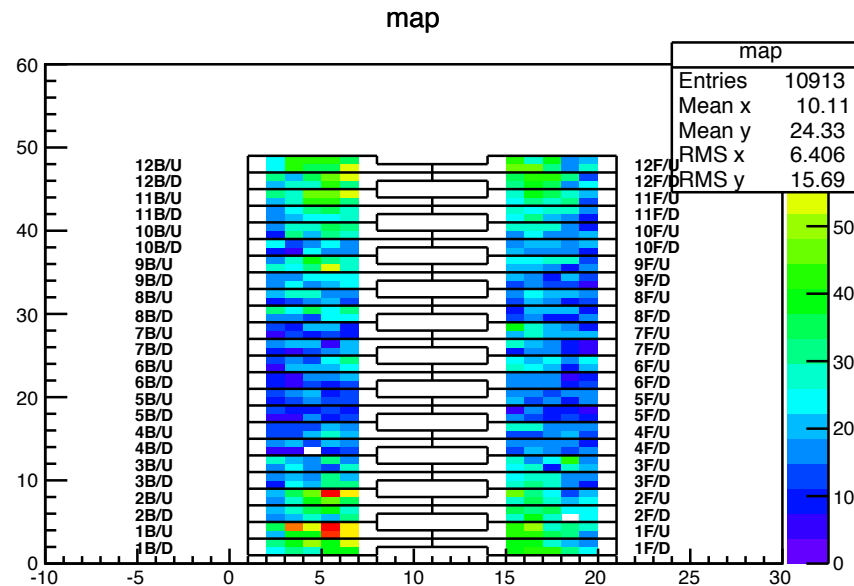 map
map
Entries 10913
Mean x 10.11
Mean y 24.33
RMS x 6.406
RMS y 15.69
60
50
40
30
20
10
0
12B/U
12B/D
11B/U
11B/D
10B/U
10B/D
9B/U
9B/D
8B/U
8B/D
7B/U
7B/D
6B/U
6B/D
5B/U
5B/D
4B/U
4B/D
3B/U
3B/D
2B/U
2B/D
1B/U
1B/D
12F/U
12F/D
11F/U
11F/D
10F/U
10F/D
9F/U
9F/D
8F/U
8F/D
7F/U
7F/D
6F/U
6F/D
5F/U
5F/D
4F/U
4F/D
3F/U
3F/D
2F/U
2F/D
1F/U
1F/D
50
40
30
20
10
0
-10 -5 0 5 10 15 20 25 30